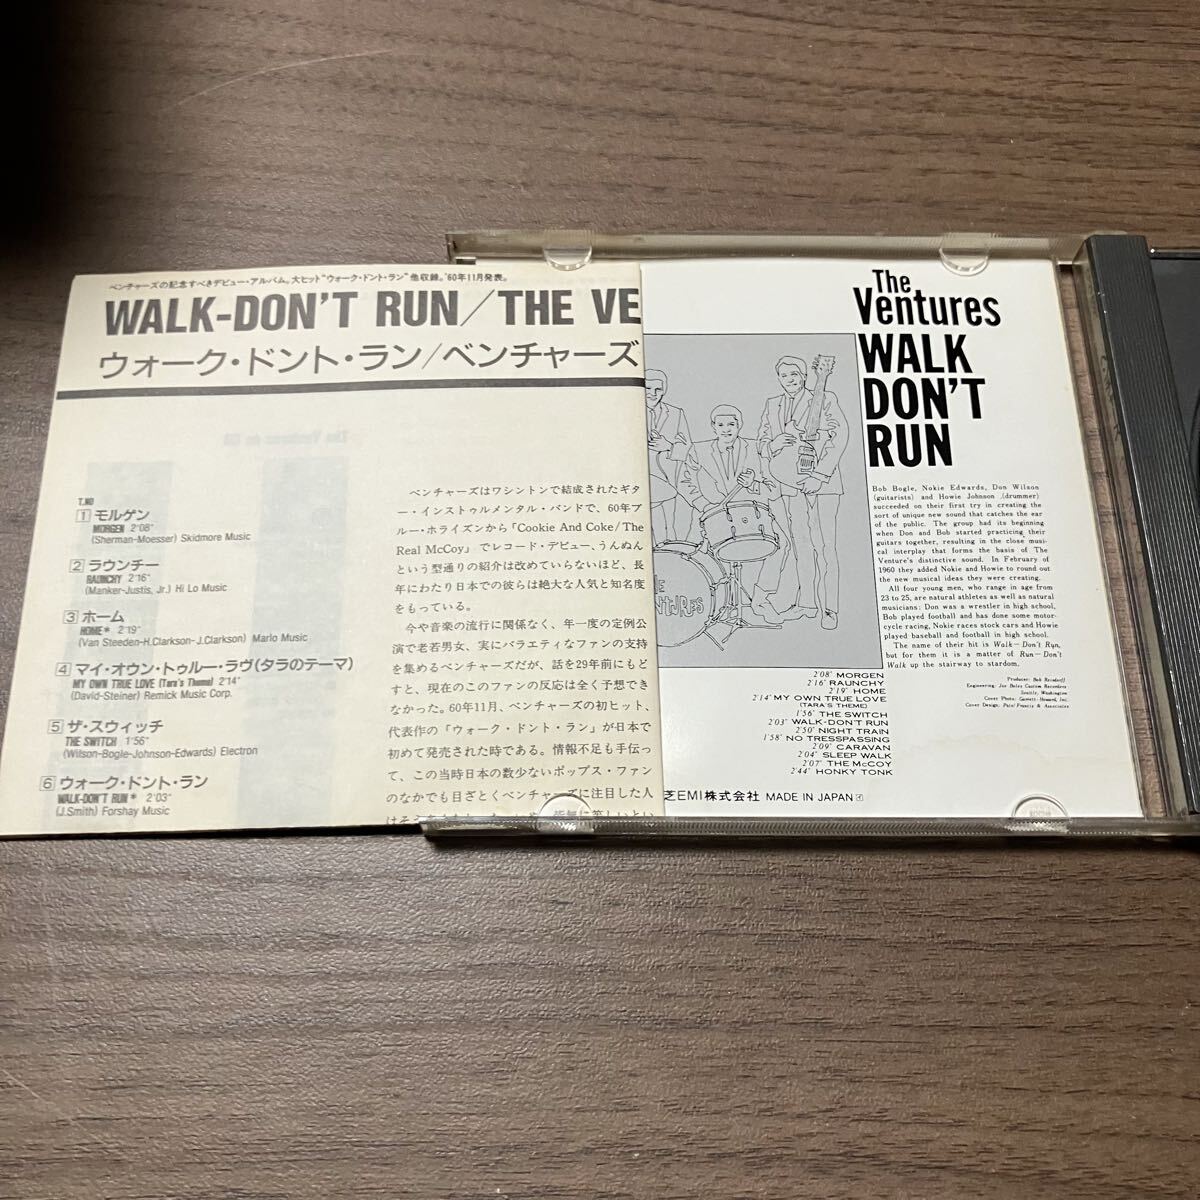 ベンチャーズの記念すべきデビュー・アルバム。大ヒット“ウォーク・ドント・ラン”他収録。'60年11月発表。
WALK-DON'T RUN/THE VE
ウォーク・ドント・ラン/ベンチャーズ
T.NO
1 モルゲン
MORGEN 2'08"
(Sherman-Moesser) Skidmore Music
2 ラウンチー
RAUNCHY 2'16"
(Manker-Justis, Jr.) Hi Lo Music
3 ホーム
HOME* 2'19"
(Van Steeden-H.Clarkson-J.Clarkson) Marlo Music
4 マイ・オウン・トゥルー・ラヴ(タラのテーマ)
MY OWN TRUE LOVE (Tara's Theme) 2'14"
(David-Steiner) Remick Music Corp.
5 ザ・スウィッチ
THE SWITCH 1'56"
(Wilson-Bogle-Johnson-Edwards) Electron
6 ウォーク・ドント・ラン
WALK-DON'T RUN* 2'03"
(J.Smith) Forshay Music
ベンチャーズはワシントンで結成されたギタ
ー・インストゥルメンタル・バンドで、60年ブ
ルー・ホライズンから「Cookie And Coke/The
Real McCoy」でレコード・デビュー、うんぬん
という型通りの紹介は改めていらないほど、長
年にわたり日本での彼らは絶大な人気と知名度
をもっている。
今や音楽の流行に関係なく、年一度の定例公
演で老若男女、実にバラエティなファンの支持
を集めるベンチャーズだが、話を29年前にもど
すと、現在のこのファンの反応は全く予想でき
なかった。60年11月、ベンチャーズの初ヒット、
代表作の「ウォーク・ドント・ラン」が日本で
初めて発売された時である。情報不足も手伝っ
て、この当時日本の数少ないポップス・ファン
のなかでも目ざとくベンチャーズに注目した人
The
Ventures
WALK
DON'T
RUN
Bob Bogle, Nokie Edwards, Don Wilson
(guitarists) and Howie Johnson (drummer)
succeeded on their first try in creating the
sort of unique new sound that catches the ear
of the public. The group had its beginning
when Don and Bob started practicing their
guitars together, resulting in the close musi-
cal interplay that forms the basis of The
Venture's distinctive sound. In February of
1960 they added Nokie and Howie to round out
the new musical ideas they were creating.
All four young men, who range in age from
23 to 25, are natural athletes as well as natural
musicians: Don was a wrestler in high school,
Bob played football and has done some motor-
cycle racing, Nokie races stock cars and Howie
played baseball and football in high school.
The name of their hit is Walk-Don't Run,
but for them it is a matter of Run-Don't
Walk up the stairway to stardom.
Producer: Bob Reisdorff
Engineering: Joe Boles Custom Recorders
Seattle, Washington
Cover Photo: Garrett-Howard, Inc.
Cover Design: Pate/Francis & Associates
2'08" MORGEN
2'16" RAUNCHY
2'19" HOME
2'14" MY OWN TRUE LOVE
(TARA'S THEME)
1'56" THE SWITCH
2'03" WALK-DON'T RUN
2'50" NIGHT TRAIN
1'58" NO TRESSPASSING
2'09" CARAVAN
2'04" SLEEP WALK
2'07" THE McCOY
2'44" HONKY TONK
芝EMI株式会社 MADE IN JAPAN